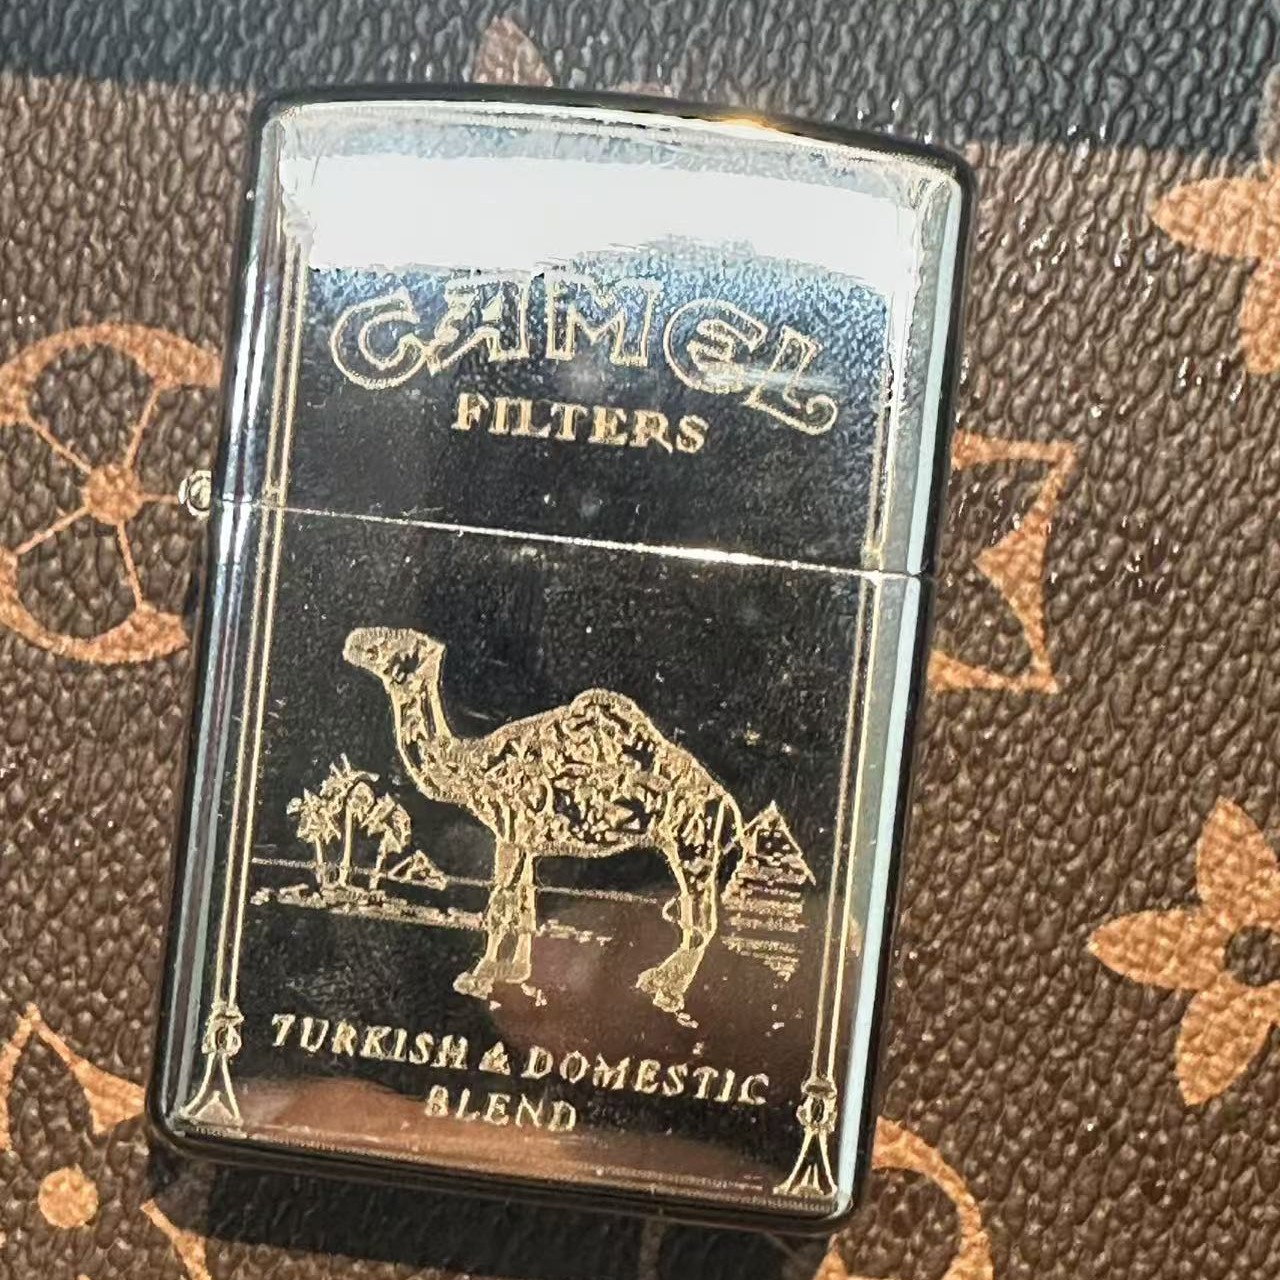 CAMEL
FILTERS
TURKISH & DOMESTIC
BLEND